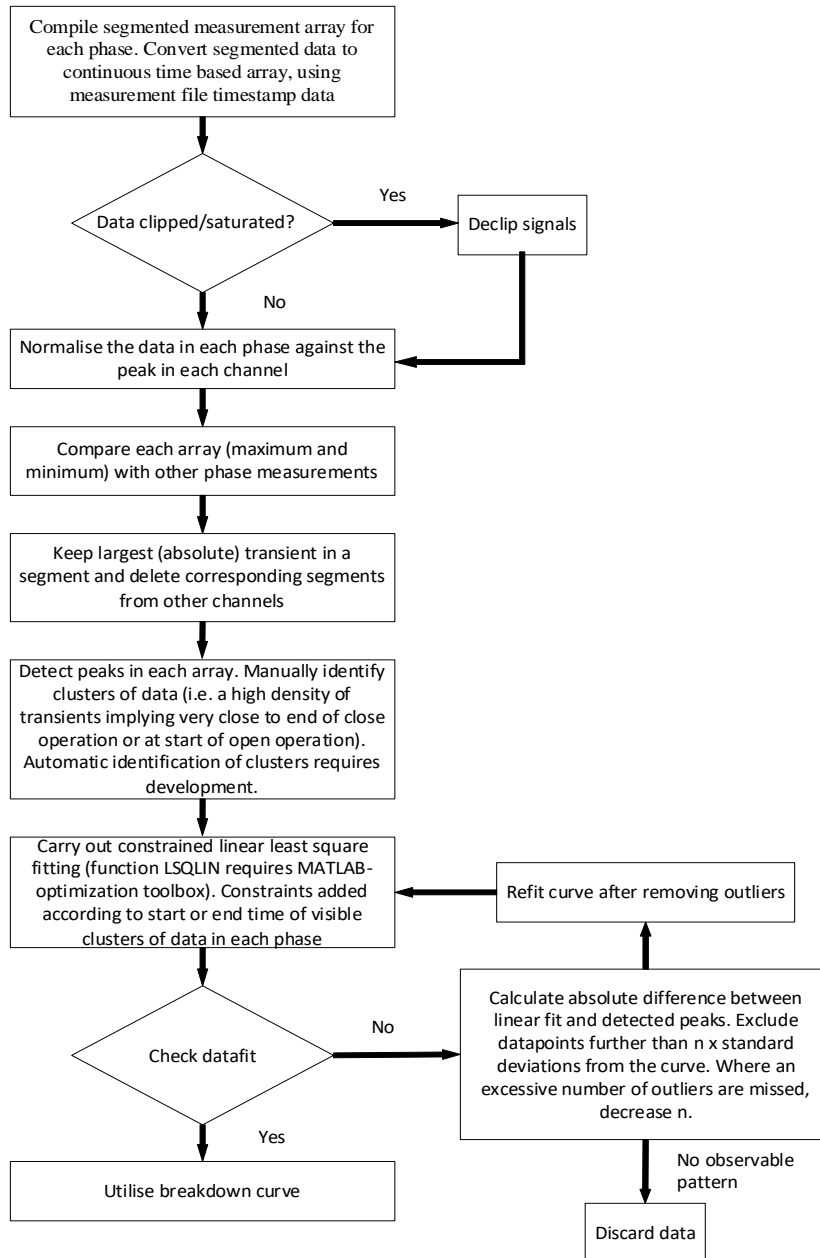 Compile segmented measurement array for
each phase. Convert segmented data to
continuous time based array, using
measurement file timestamp data
Data clipped/saturated?
Yes
Declip signals
No
Normalise the data in each phase against the
peak in each channel
Compare each array (maximum and
minimum) with other phase measurements
Keep largest (absolute) transient in a
segment and delete corresponding segments
from other channels
Detect peaks in each array. Manually identify
clusters of data (i.e. a high density of
transients implying very close to end of close
operation or at start of open operation).
Automatic identification of clusters requires
development.
Carry out constrained linear least square
fitting (function LSQLIN requires MATLAB-
optimization toolbox). Constraints added
according to start or end time of visible
clusters of data in each phase
Refit curve after removing outliers
Check datafit
No
Calculate absolute difference between
linear fit and detected peaks. Exclude
datapoints further than n x standard
deviations from the curve. Where an
excessive number of outliers are missed,
decrease n.
Yes
Utilise breakdown curve
No observable
pattern
Discard data